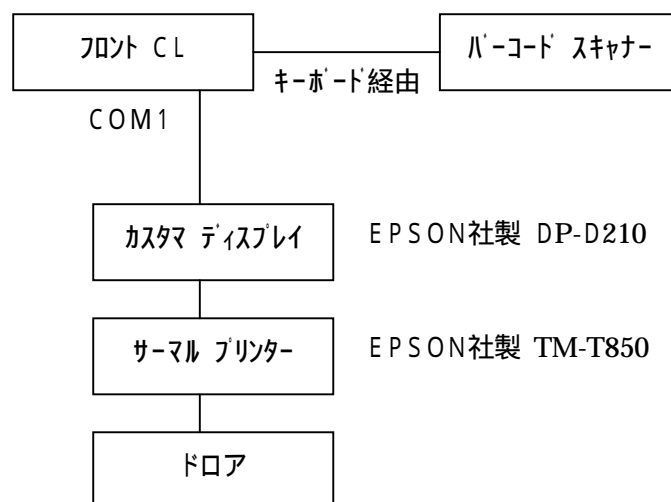 ﾌﾛﾝﾄ ＣＬ
ﾊﾞｰｺｰﾄﾞ ｽｷｬﾅｰ
ｷｰﾎﾞｰﾄﾞ経由
ＣＯＭ１
ｶｽﾀﾏ ﾃﾞｨｽﾌﾟﾚｲ
ＥＰＳＯＮ社製 DP-D210
ｻｰﾏﾙ ﾌﾟﾘﾝﾀｰ
ＥＰＳＯＮ社製 TM-T850
ドロア